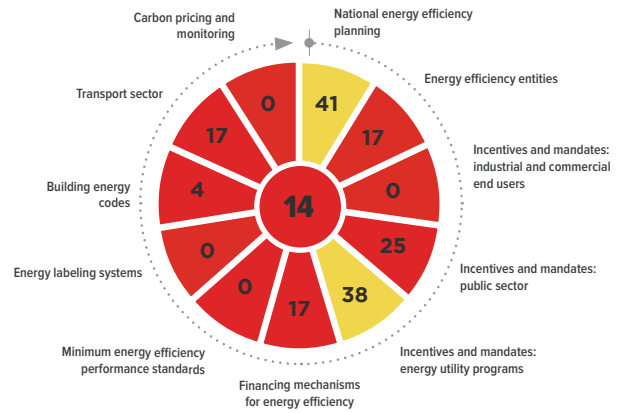 Carbon pricing and
monitoring
National energy efficiency
planning
Transport sector
Energy efficiency entities
0
41
17
17
Incentives and mandates:
industrial and commercial
end users
Building energy
codes
4
0
14
25
0
Energy labeling systems
Incentives and mandates:
public sector
0
38
17
Minimum energy efficiency
performance standards
Incentives and mandates:
energy utility programs
Financing mechanisms
for energy efficiency